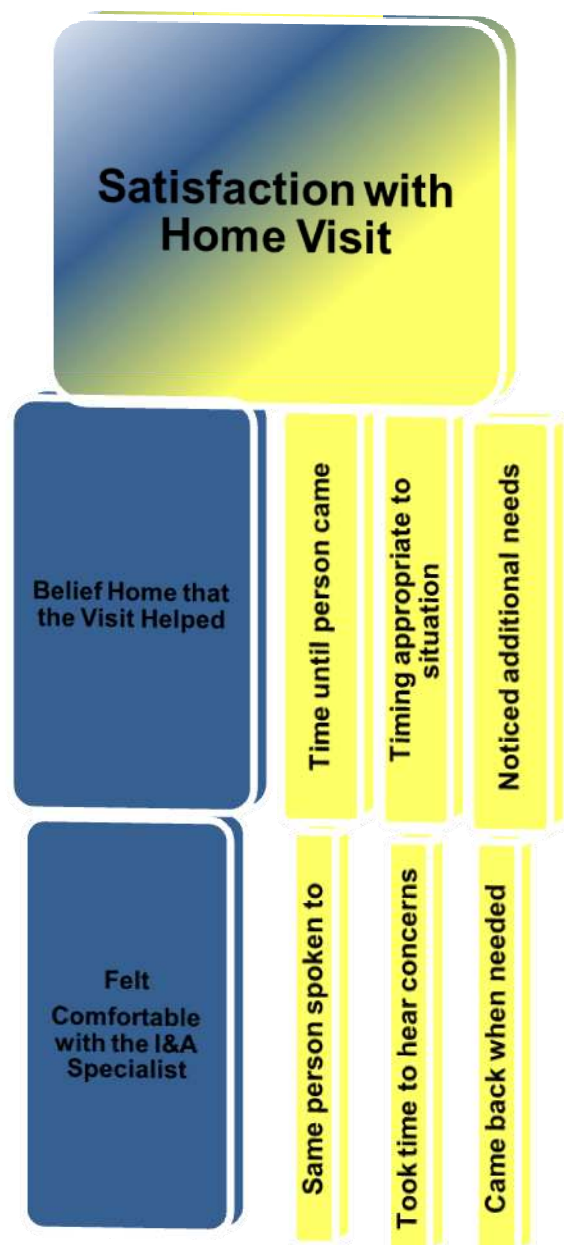 Satisfaction with
Home Visit
Belief Home that
the Visit Helped
Time until person came
Timing appropriate to
situation
Noticed additional needs
Felt
Comfortable
with the I&A
Specialist
Same person spoken to
Took time to hear concerns
Came back when needed